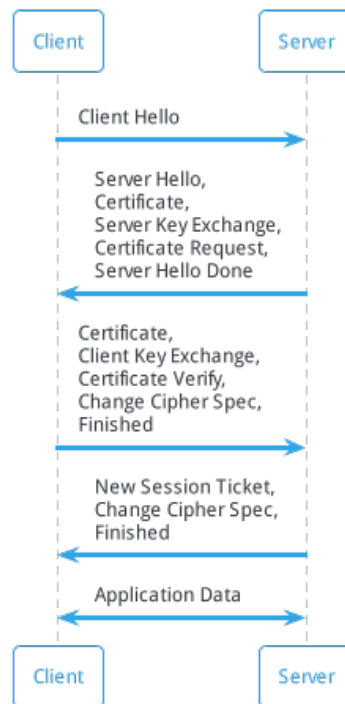 Client
Server
Client Hello
Server Hello,
Certificate,
Server Key Exchange,
Certificate Request,
Server Hello Done
Certificate,
Client Key Exchange,
Certificate Verify,
Change Cipher Spec,
Finished
New Session Ticket,
Change Cipher Spec,
Finished
Application Data
Client
Server